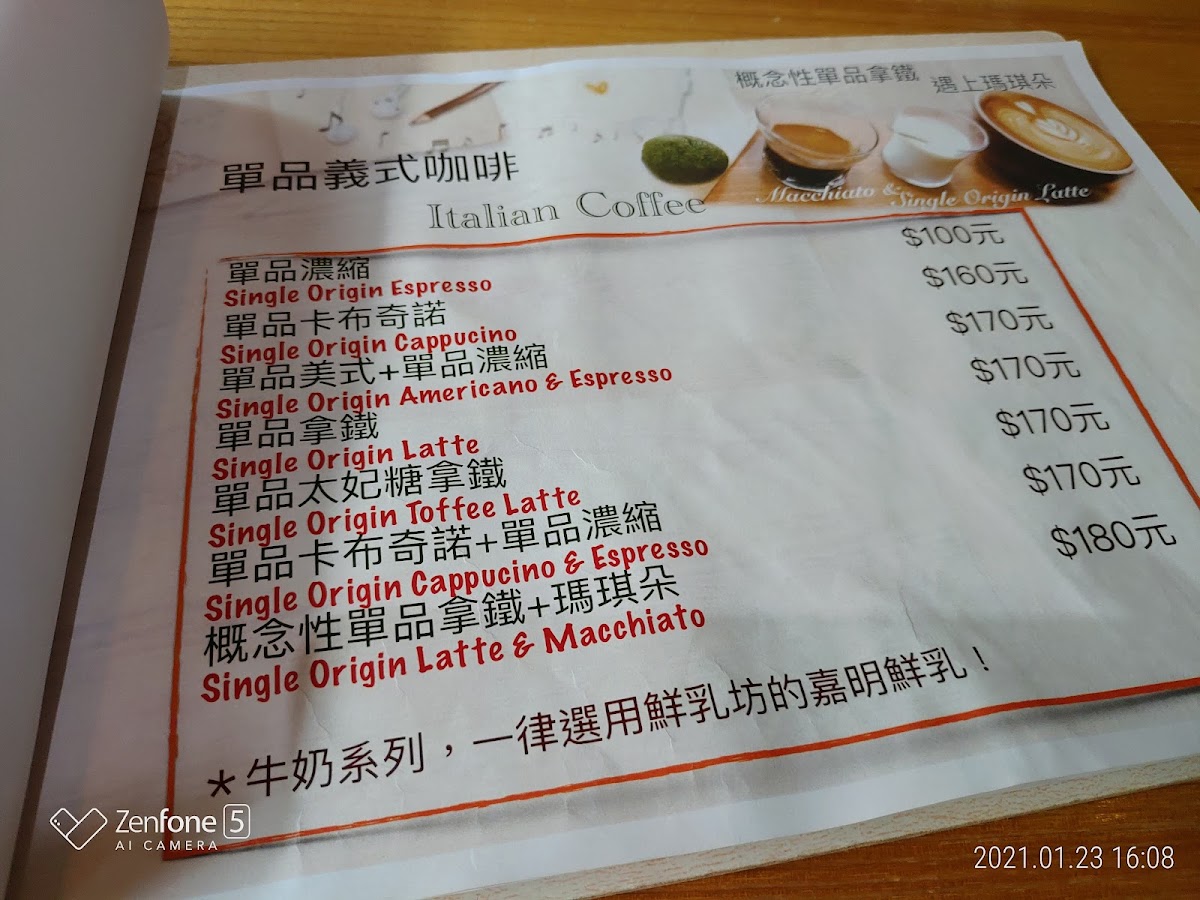 概念性單品拿鐵 遇上瑪琪朵
單品義式咖啡
Macchiato & Single Origin Latte
Italian Coffee
單品濃縮 $100元
Single Origin Espresso
單品卡布奇諾 $160元
Single Origin Cappucino
單品美式+單品濃縮 $170元
Single Origin Americano & Espresso
單品拿鐵 $170元
Single Origin Latte
單品太妃糖拿鐵 $170元
Single Origin Toffee Latte
單品卡布奇諾+單品濃縮 $170元
Single Origin Cappucino & Espresso
概念性單品拿鐵+瑪琪朵 $180元
Single Origin Latte & Macchiato
*牛奶系列,一律選用鮮乳坊的嘉明鮮乳!
Zenfone 5
AI CAMERA
2021.01.23 16:08